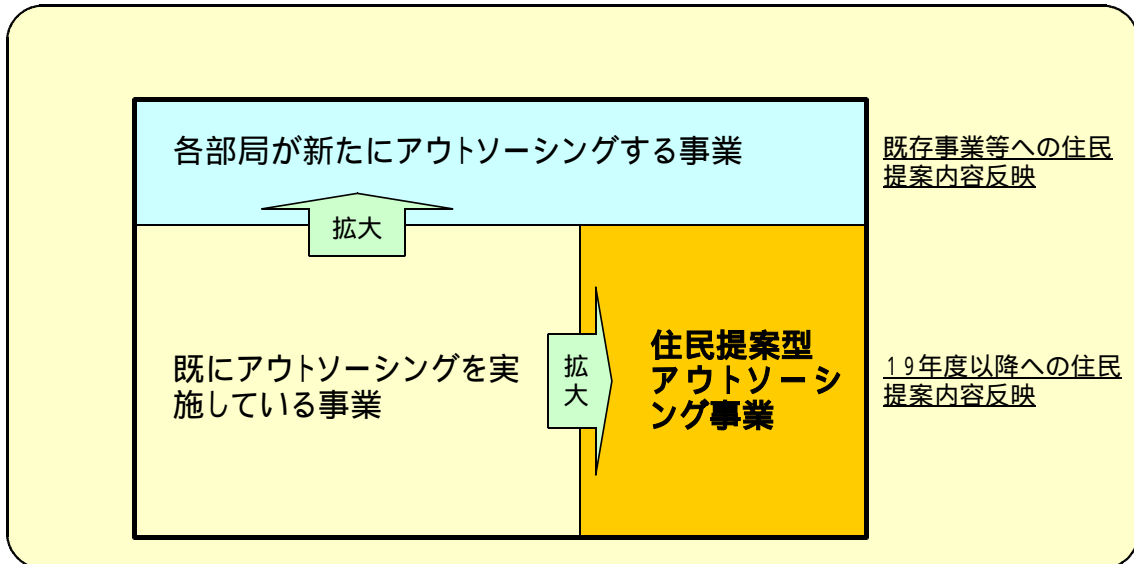 各部局が新たにアウトソーシングする事業
既存事業等への住民
提案内容反映
拡大
既にアウトソーシングを実
施している事業
拡
大
住民提案型
アウトソーシ
ング事業
19年度以降への住民
提案内容反映